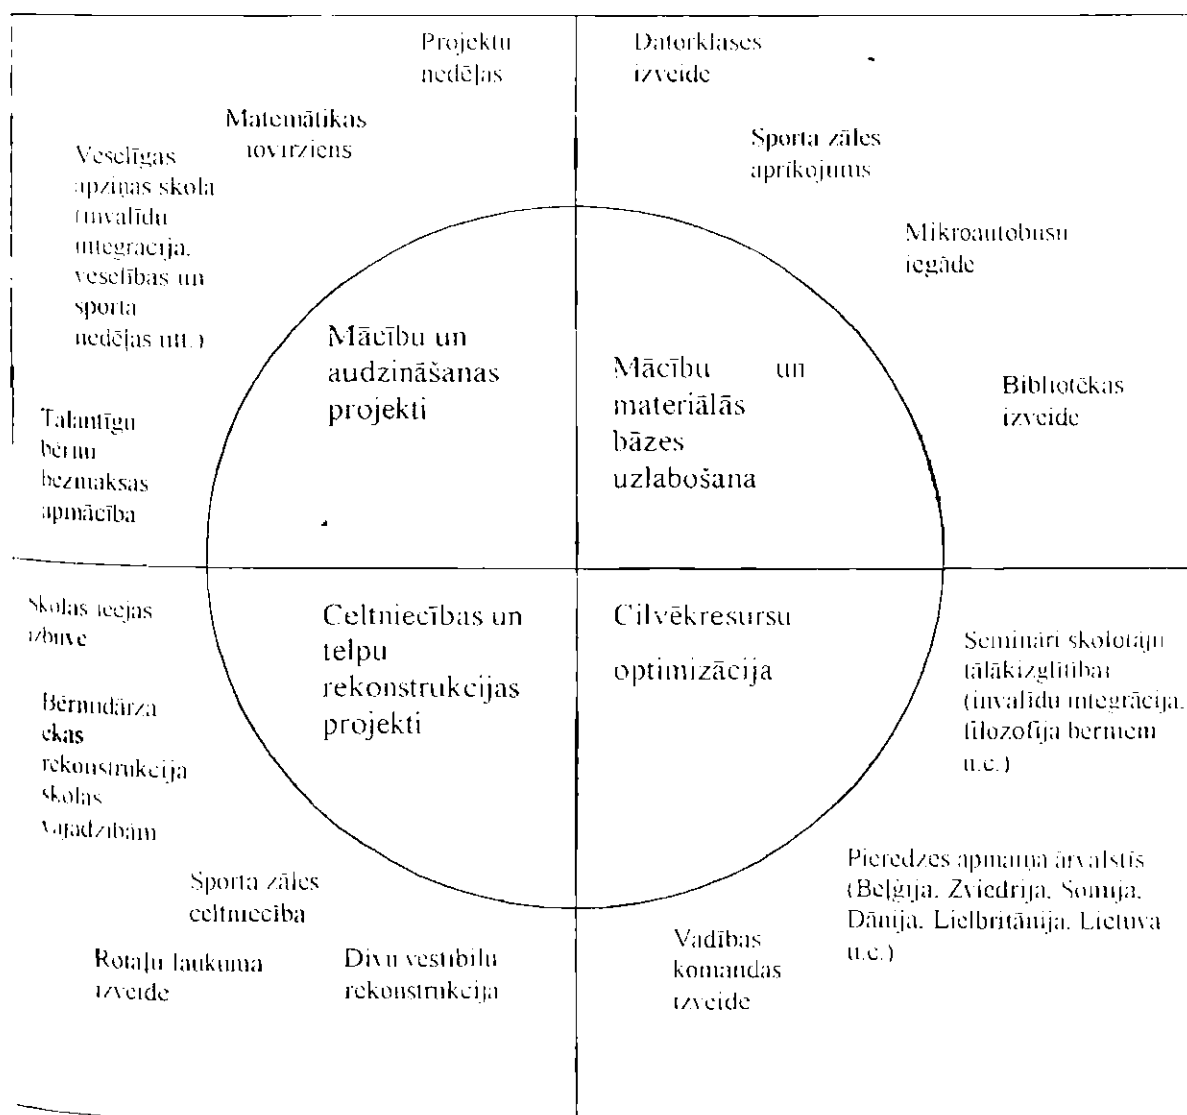 Projektu
nedēļas
Matemātikas
novirziens
Veselīgas
apziņas skola
(invalīdu
integrācija,
veselības un
sporta
nedēļas utt.)
Talantīgu
bērnu
bezmaksas
apmācība
Mācību un
audzināšanas
projekti
Datorklases
izveide
Sporta zāles
aprīkojums
Mikroautobusu
iegāde
Bibliotēkas
izveide
Mācību un
materiālās
bāzes
uzlabošana
Skolas ieejas
izbūve
Bērnudārza
ēkas
rekonstrukcija
skolas
vajadzībām
Sporta zāles
celtniecība
Rotaļu laukuma
izveide
Divu vestibilu
rekonstrukcija
Celtniecības un
telpu
rekonstrukcijas
projekti
Cilvēkresursu
optimizācija
Semināri skolotāju
tālākizglītībai
(invalīdu integrācija,
filozofija bērniem
u.c.)
Pieredzes apmaiņa ārvalstīs
(Beļģija, Zviedrija, Somija,
Dānija, Lielbritānija, Lietuva
u.c.)
Vadības
komandas
izveide